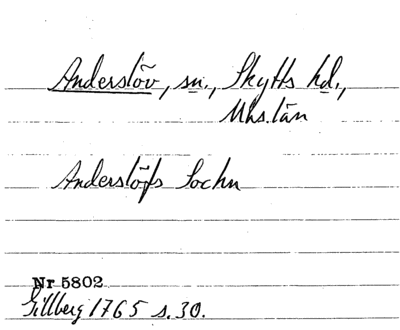 Anderslöv, sn., Skytts hd.,
Mhs. län
Anderslöfs Sochn
Nr 5802
Gillberg 1765 s. 30.